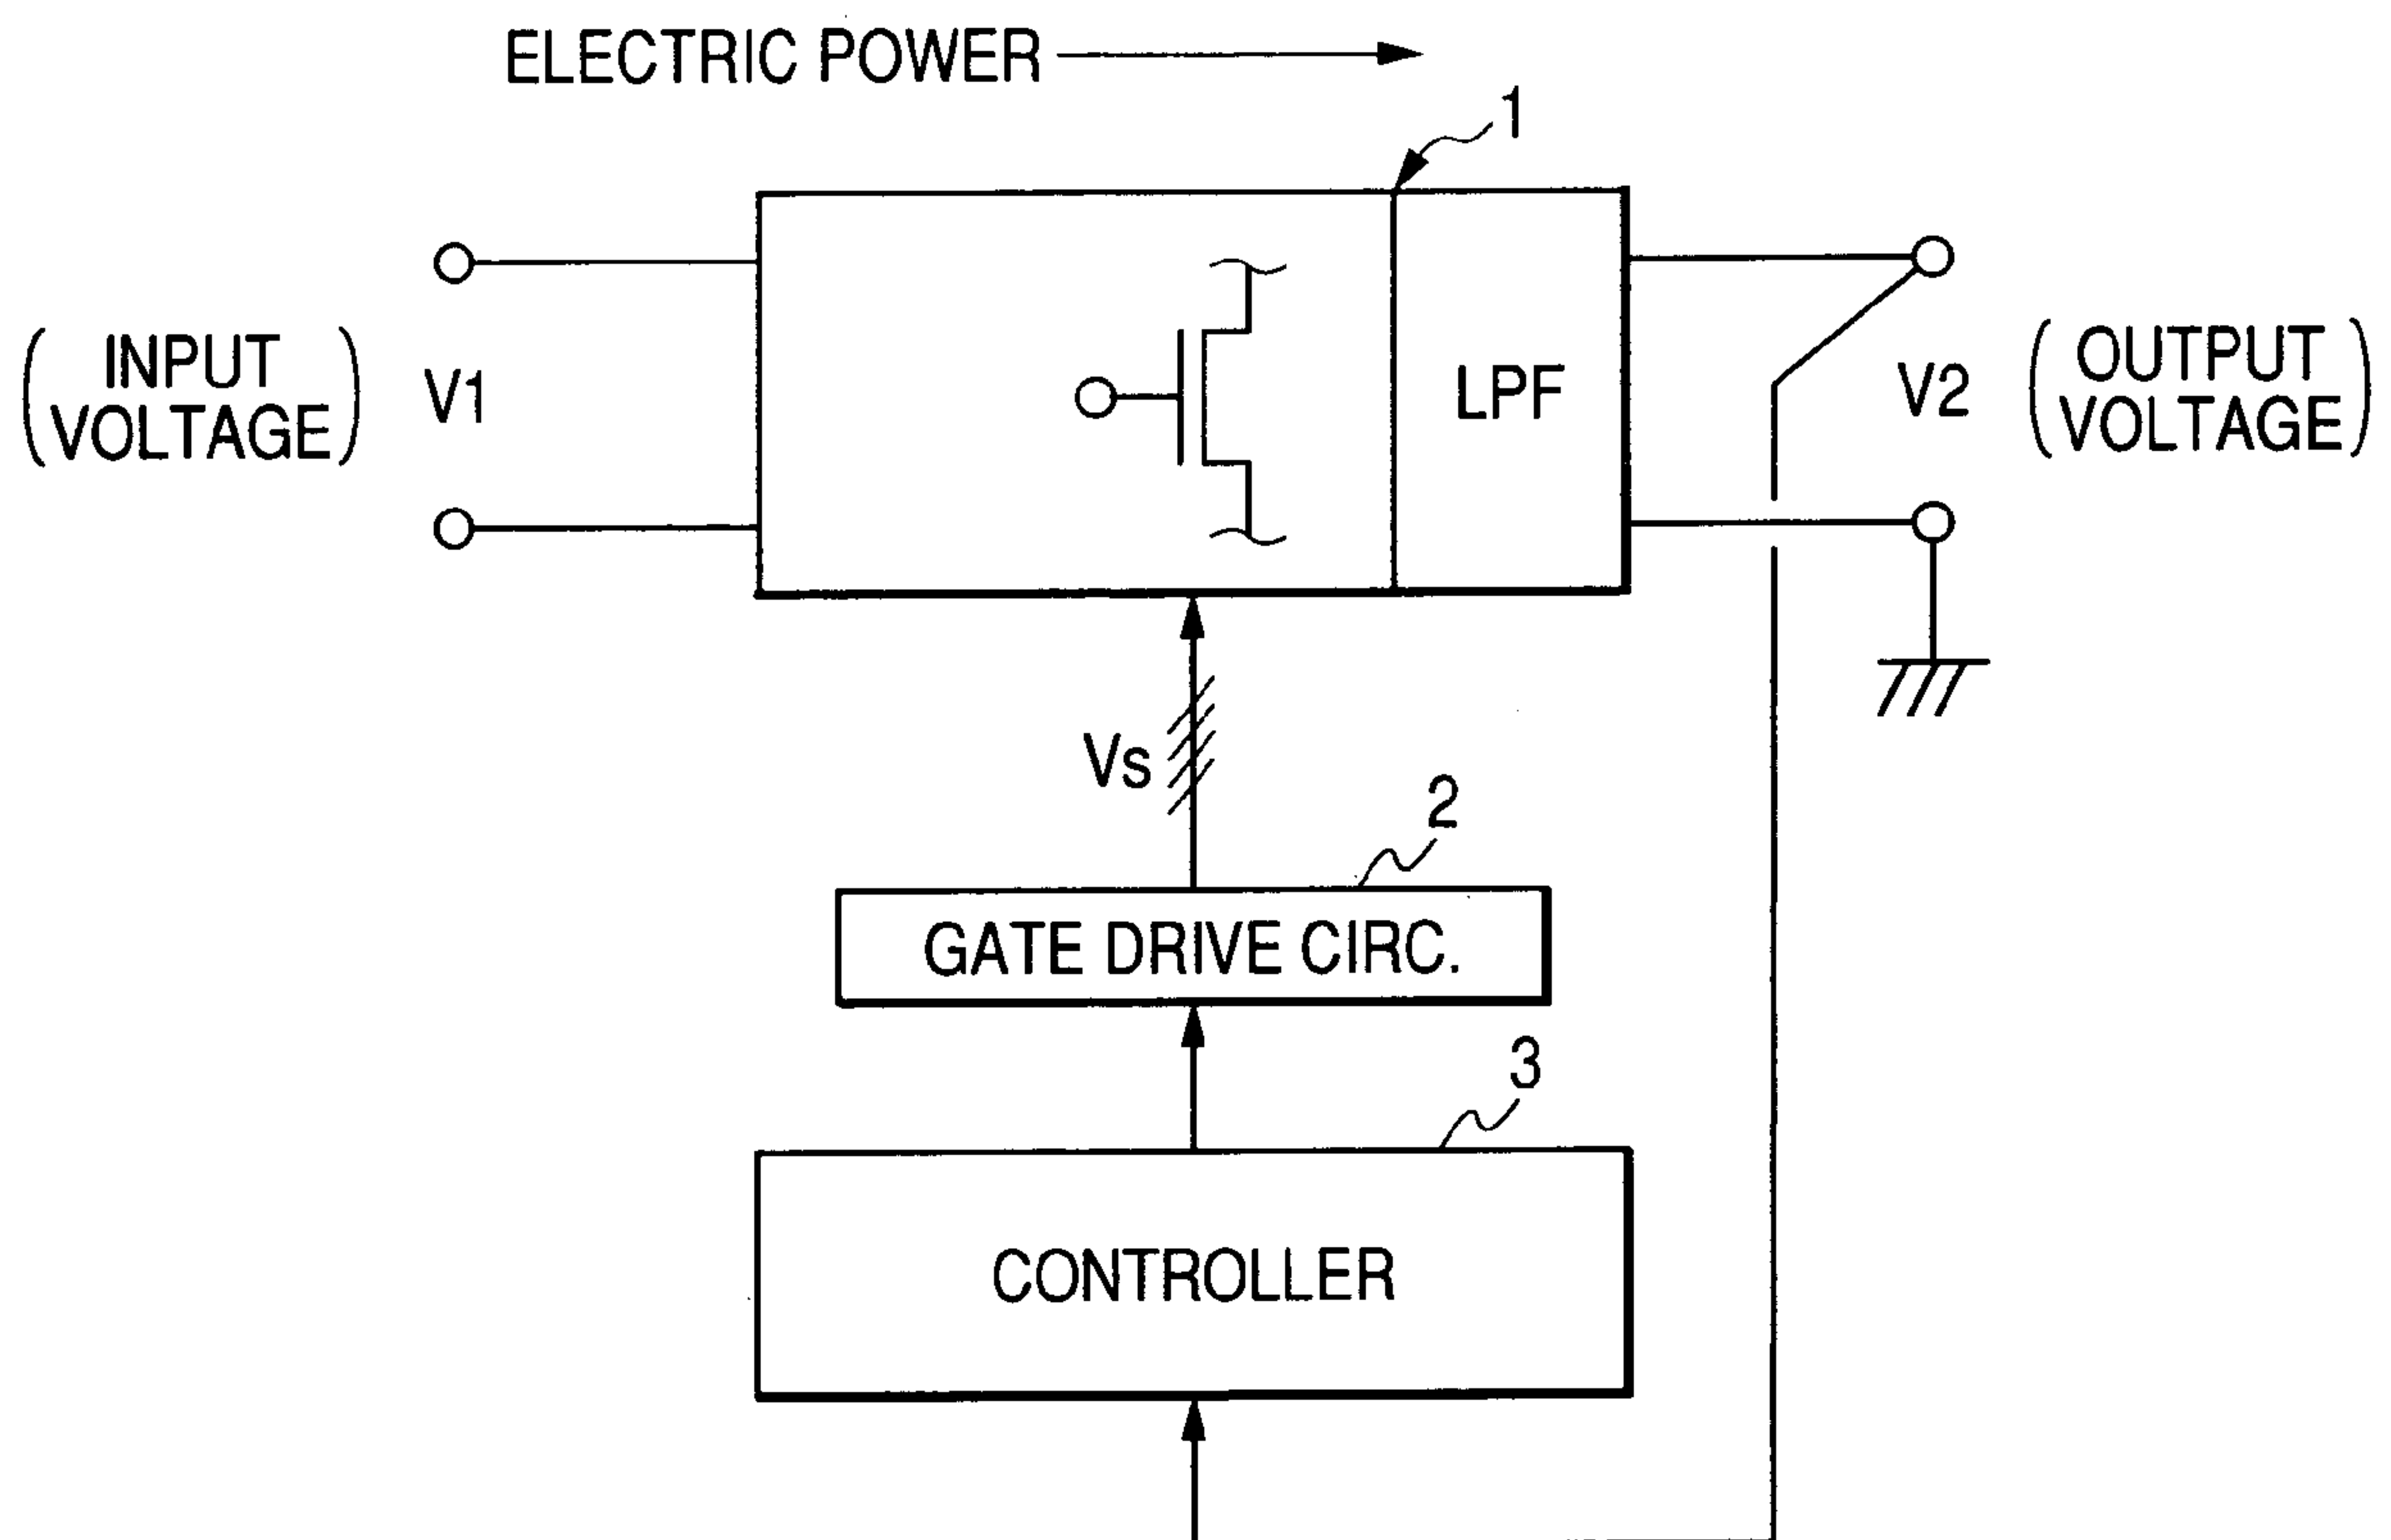 ELECTRIC POWER
1
( INPUT VOLTAGE ) V1
LPF
V2 ( OUTPUT VOLTAGE )
Vs
2
GATE DRIVE CIRC.
3
CONTROLLER